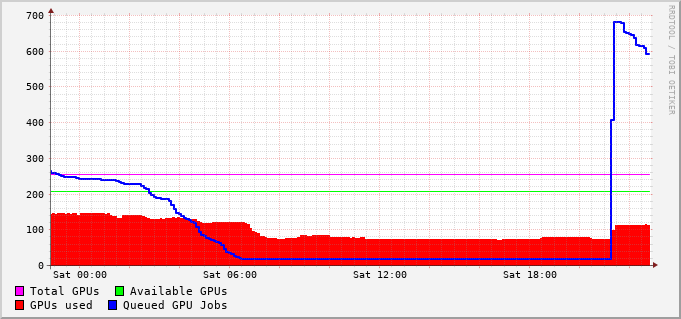 700
600
500
400
300
200
100
0
Sat 00:00 Sat 06:00 Sat 12:00 Sat 18:00
Total GPUs Available GPUs
GPUs used Queued GPU Jobs
RRDTOOL / TOBI OETIKER